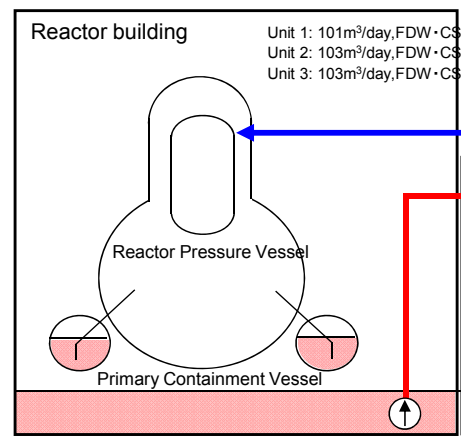 Reactor building
Unit 1: 101m³/day,FDW・CS
Unit 2: 103m³/day,FDW・CS
Unit 3: 103m³/day,FDW・CS
Reactor Pressure Vessel
Primary Containment Vessel